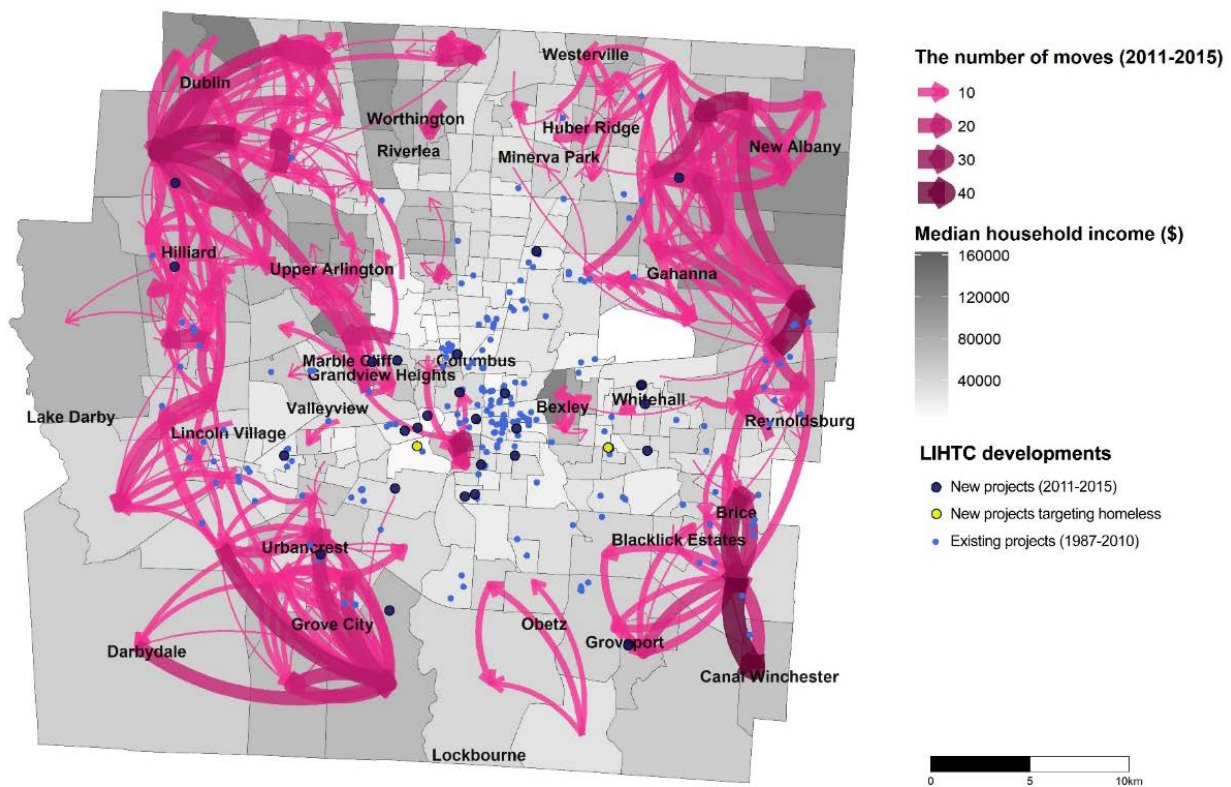 Westerville
Dublin
Worthington
Huber Ridge
Riverlea
Minerva Park
New Albany
Hilliard
Upper Arlington
Gahanna
Marble Cliff
Columbus
Grandview Heights
Lake Darby
Valleyview
Bexley
Whitehall
Lincoln Village
Reynoldsburg
Brice
Urbancrest
Blacklick Estates
Grove City
Obetz
Groveport
Darbydale
Canal Winchester
Lockbourne
The number of moves (2011-2015)
10
20
30
40
Median household income ($)
160000
120000
80000
40000
LIHTC developments
New projects (2011-2015)
New projects targeting homeless
Existing projects (1987-2010)
0 5 10km